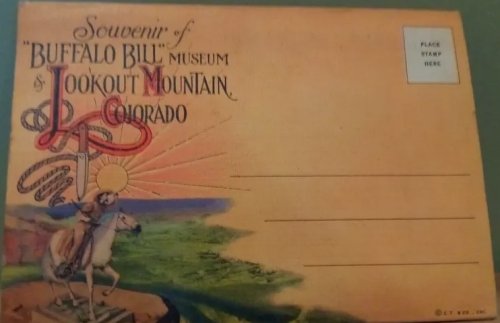 Souvenir of
"BUFFALO BILL" MUSEUM
& LOOKOUT MOUNTAIN,
COLORADO
PLACE
STAMP
HERE
©